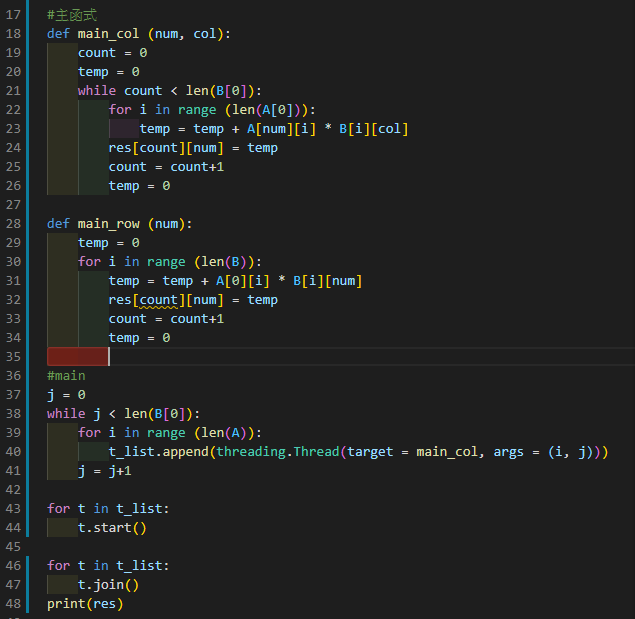 17 #主函式
18 def main_col (num, col):
19     count = 0
20     temp = 0
21     while count < len(B[0]):
22         for i in range (len(A[0])):
23             temp = temp + A[num][i] * B[i][col]
24         res[count][num] = temp
25         count = count+1
26         temp = 0
27
28 def main_row (num):
29     temp = 0
30     for i in range (len(B)):
31         temp = temp + A[0][i] * B[i][num]
32         res[count][num] = temp
33         count = count+1
34         temp = 0
35
36 #main
37 j = 0
38 while j < len(B[0]):
39     for i in range (len(A)):
40         t_list.append(threading.Thread(target = main_col, args = (i, j)))
41     j = j+1
42
43 for t in t_list:
44     t.start()
45
46 for t in t_list:
47     t.join()
48 print(res)